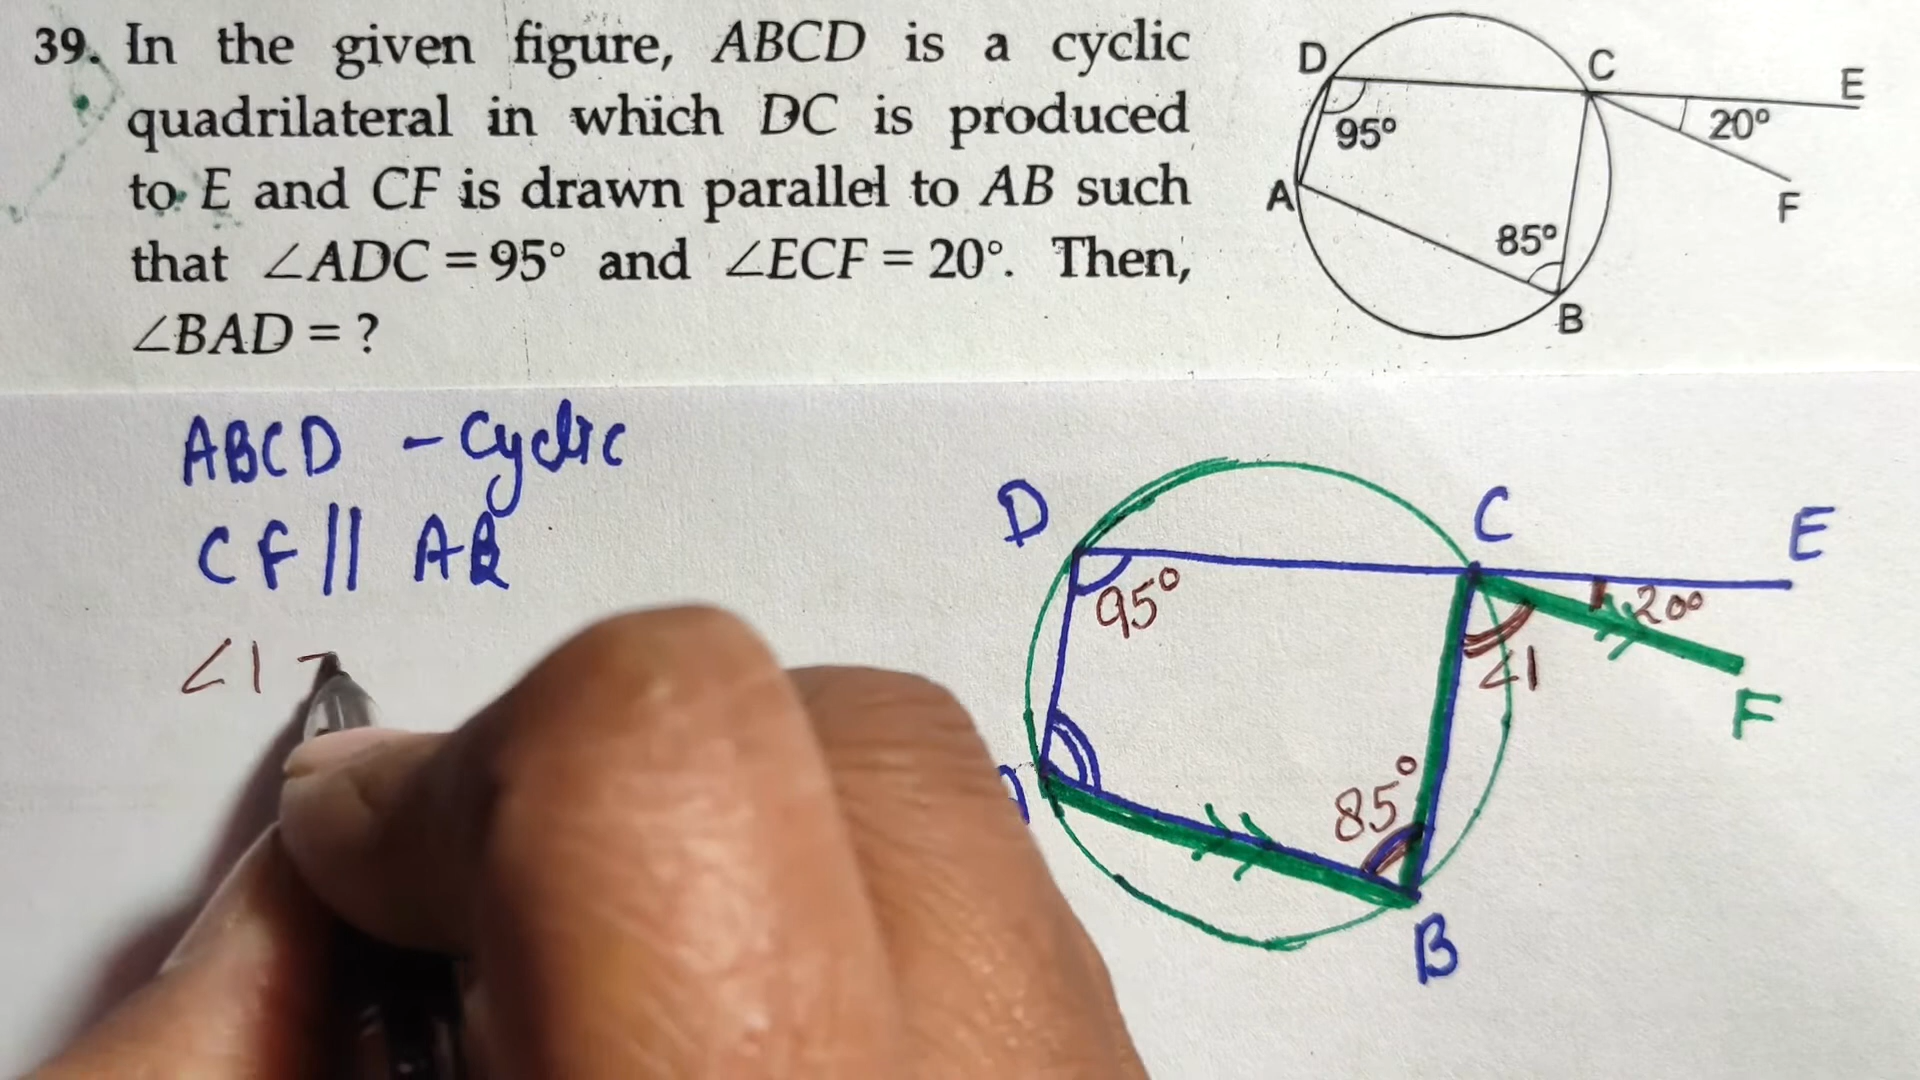 39. In the given figure, ABCD is a cyclic
quadrilateral in which DC is produced
to E and CF is drawn parallel to AB such
that ∠ADC = 95° and ∠ECF = 20°. Then,
∠BAD = ?
D
C
E
95°
20°
A
F
85°
B
ABCD - Cyclic
CF || AB
∠1
D
C
E
95°
20°
∠1
F
85°
B